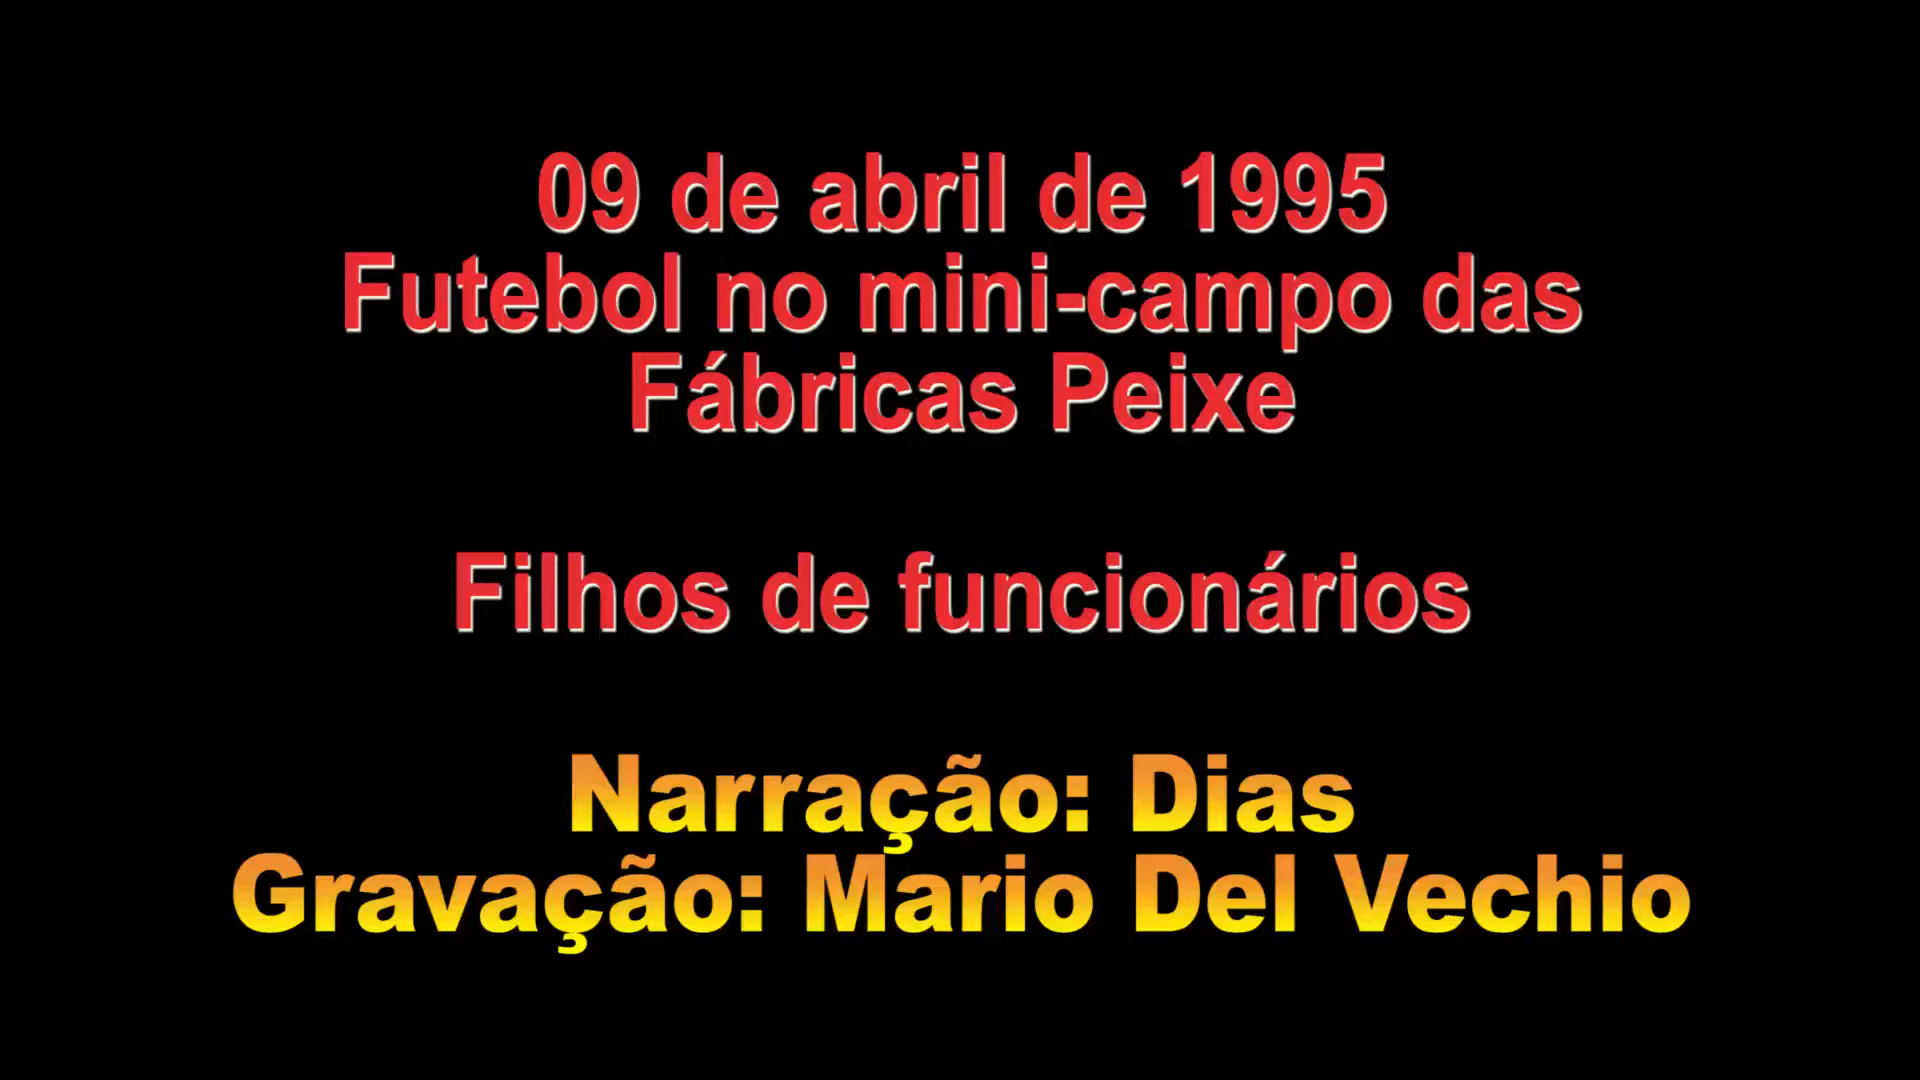 09 de abril de 1995
Futebol no mini-campo das
Fábricas Peixe
Filhos de funcionários
Narração: Dias
Gravação: Mario Del Vechio